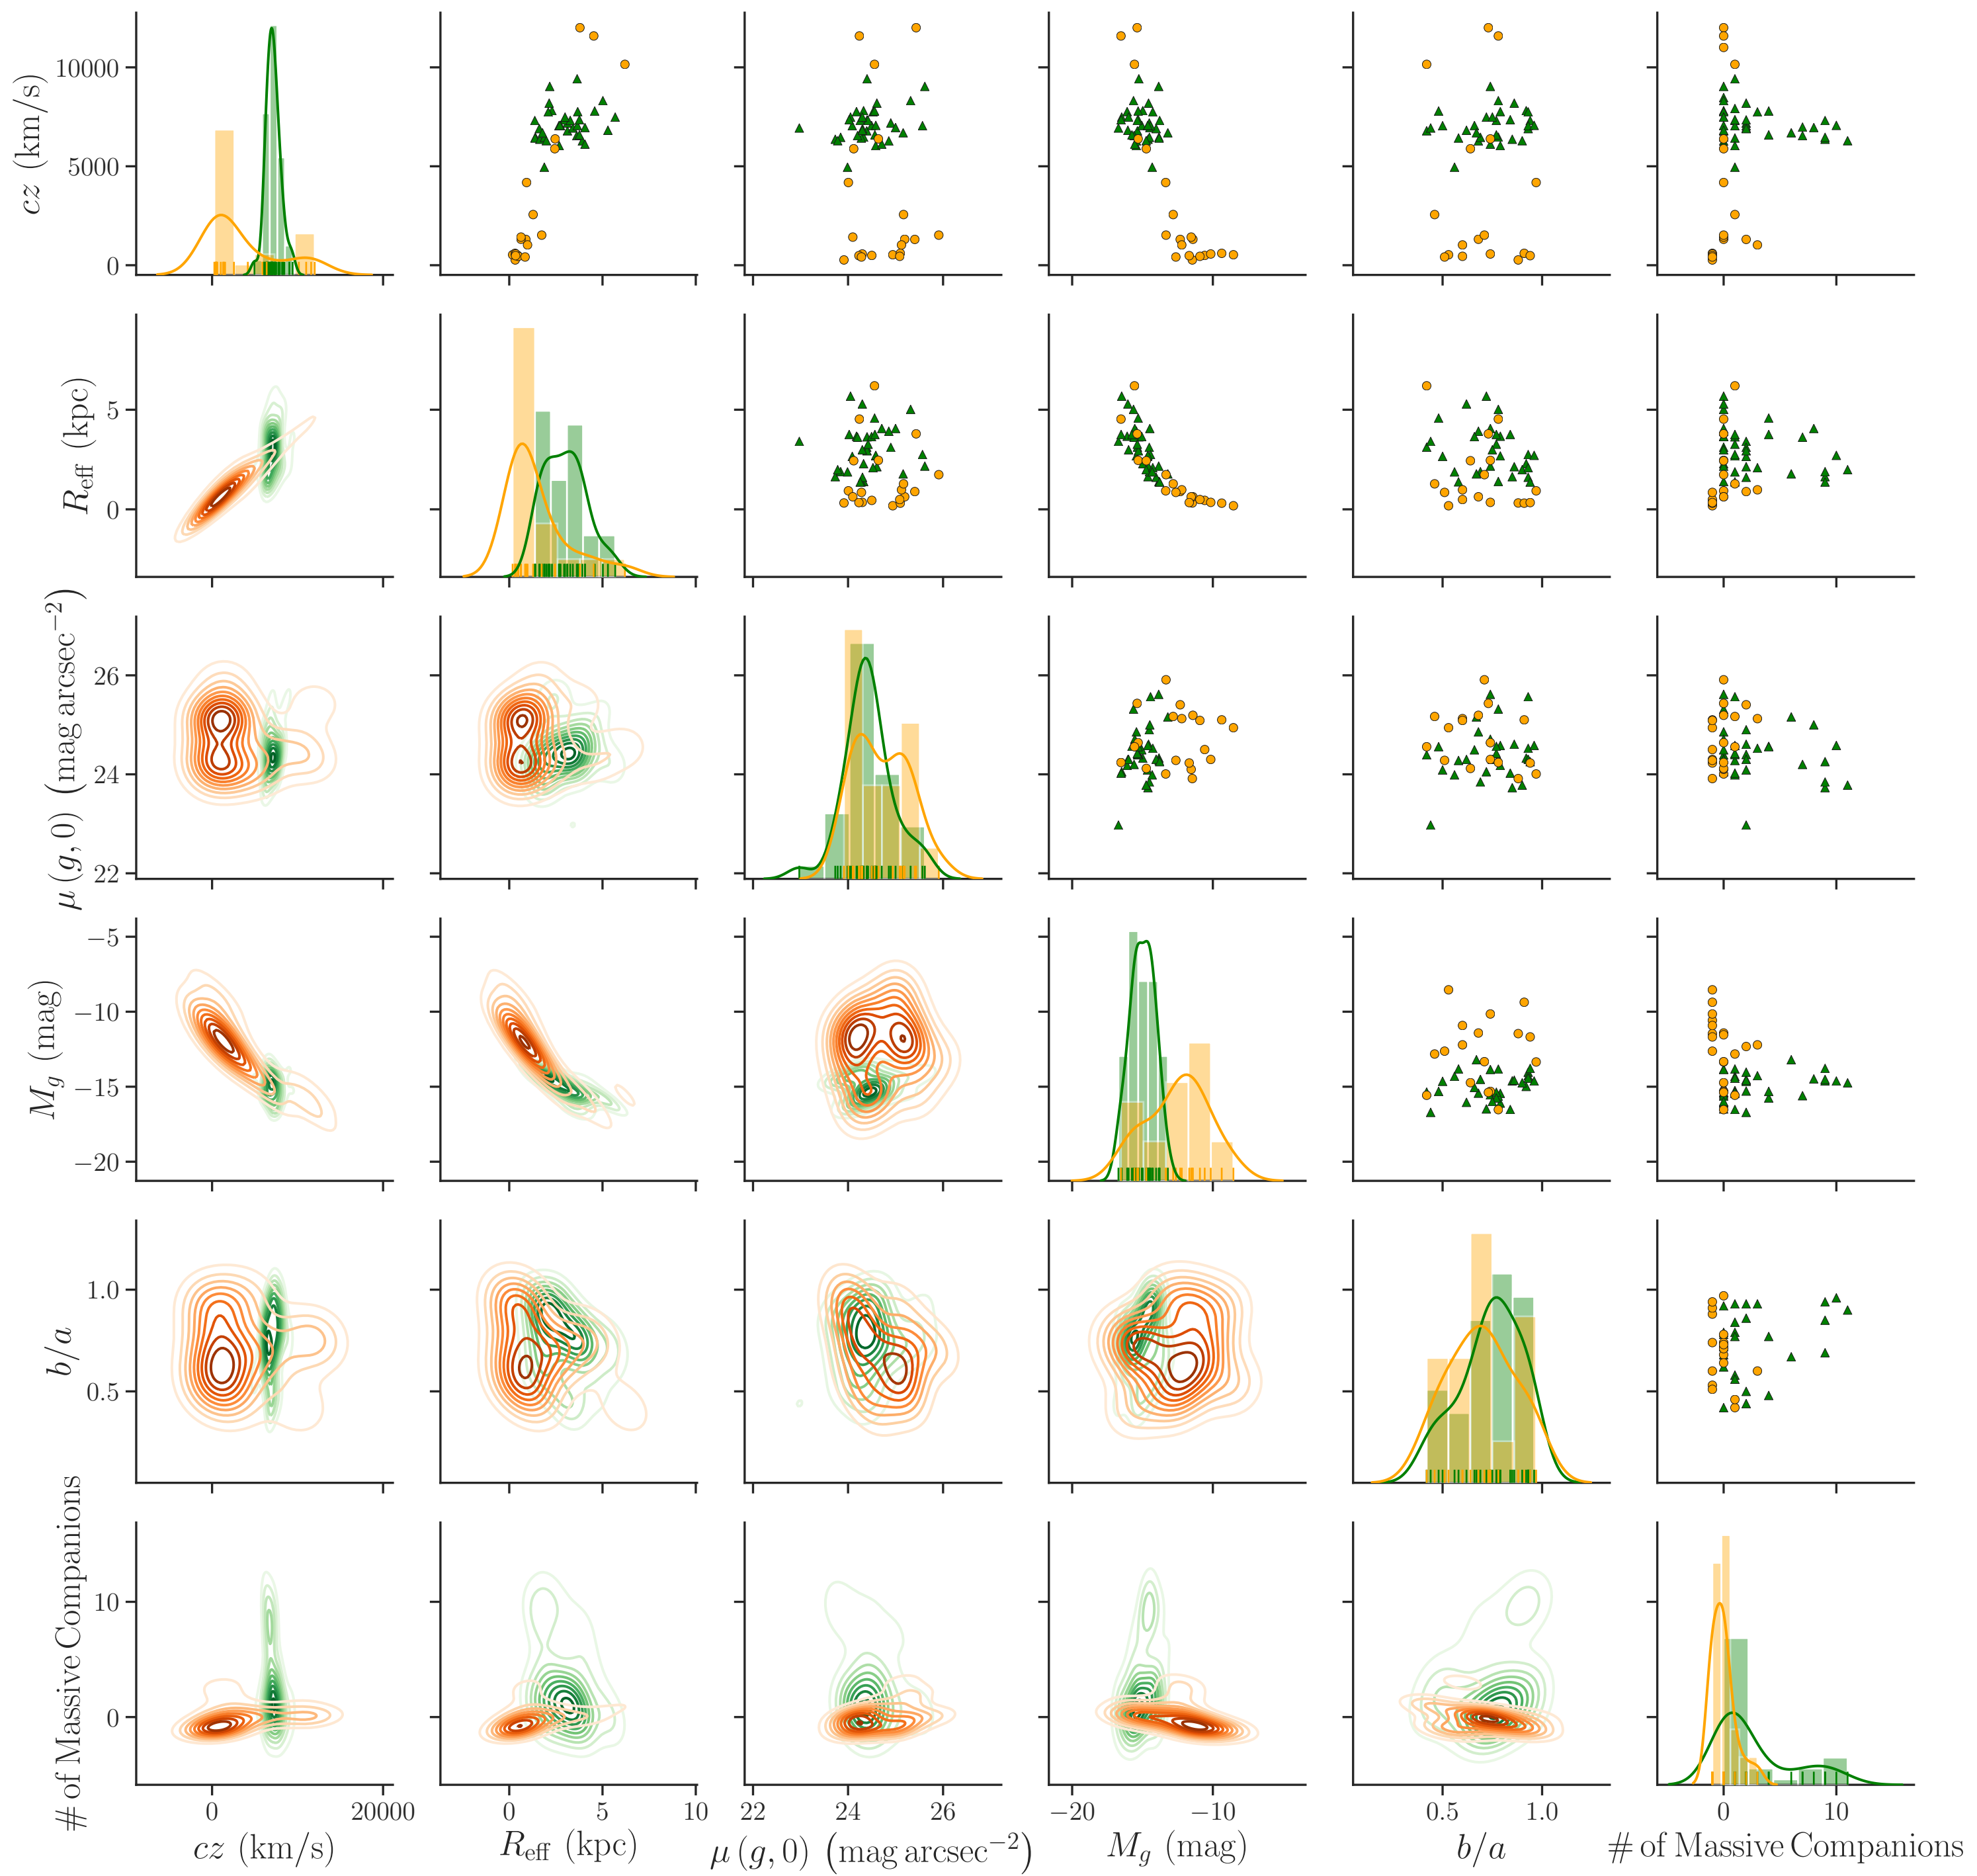 cz (km/s)
10000
5000
0
R_eff (kpc)
5
0
μ(g,0) (mag arcsec⁻²)
26
24
22
M_g (mag)
−5
−10
−15
−20
b/a
1.0
0.5
# of Massive Companions
10
0
0 20000 0 5 10 22 24 26 −20 −10 0.5 1.0 0 10
cz (km/s) R_eff (kpc) μ(g,0) (mag arcsec⁻²) M_g (mag) b/a # of Massive Companions